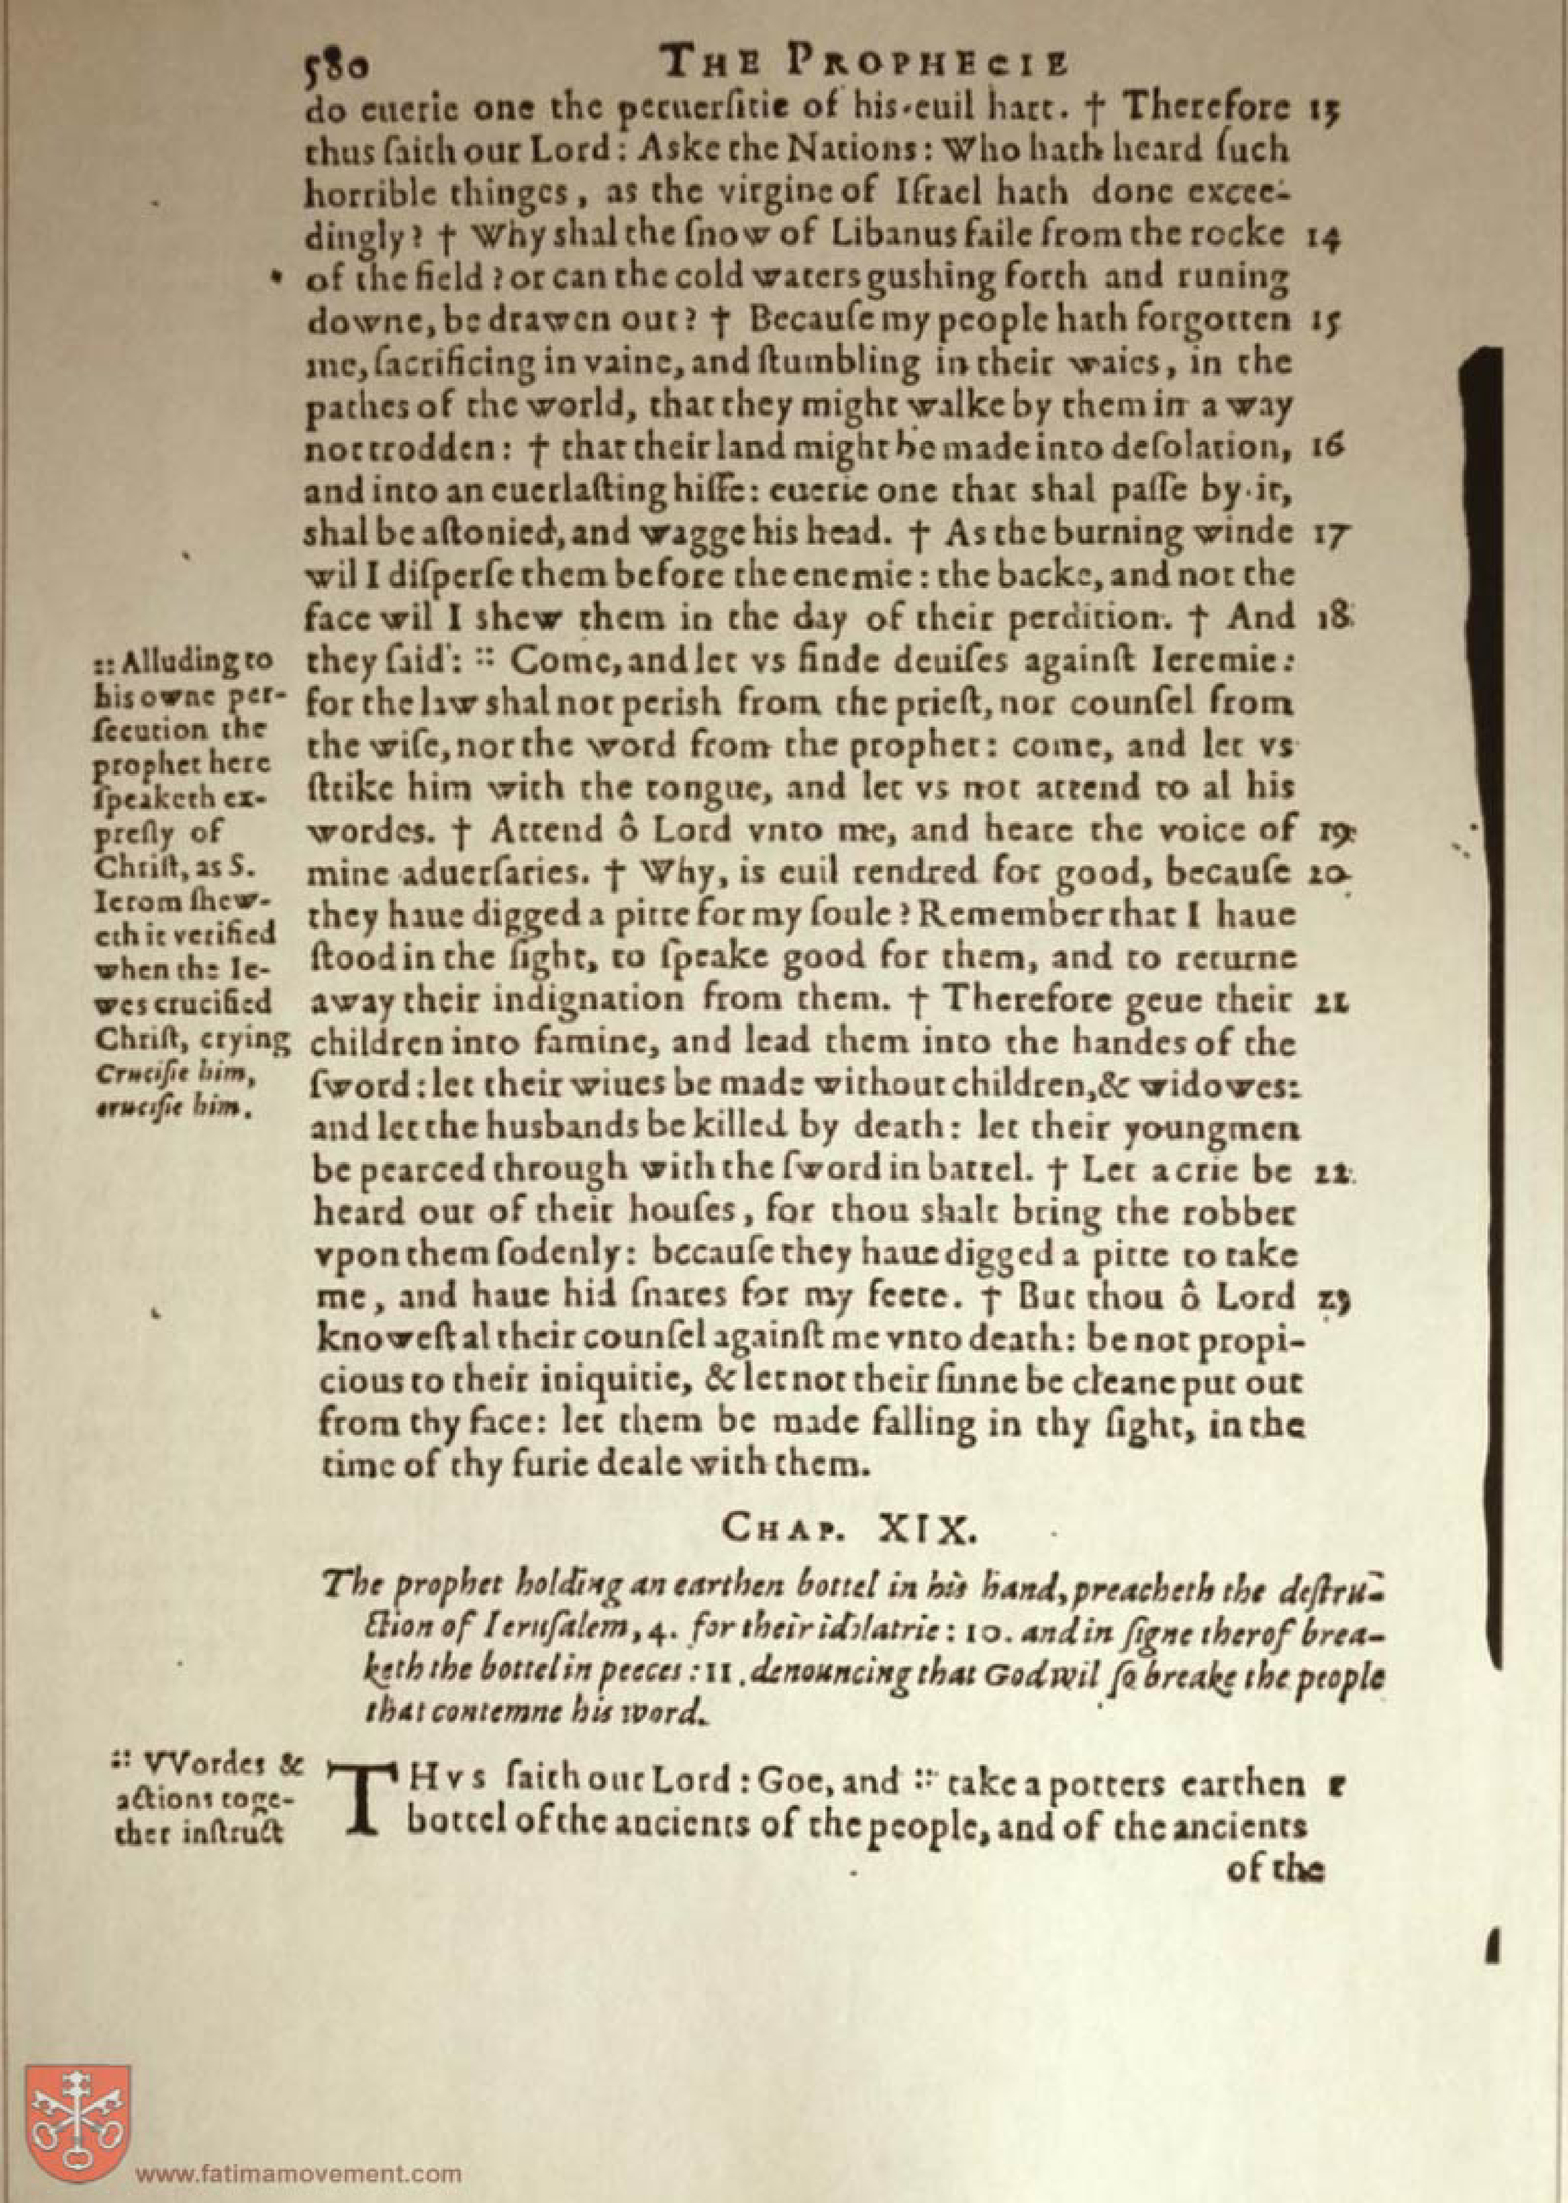 580 THE PROPHECIE
do euerie one the peruerſitie of his euil hart. † Therefore 13
thus ſaith our Lord: Aske the Nations: Who hath heard ſuch
horrible thinges, as the virgine of Iſrael hath done excee-
dingly? † Why shal the ſnow of Libanus faile from the rocke 14
of the field? or can the cold waters gushing forth and runing
downe, be drawen out? † Becauſe my people hath forgotten 15
me, ſacrificing in vaine, and ſtumbling in their waies, in the
pathes of the world, that they might walke by them in a way
not trodden: † that their land might be made into deſolation, 16
and into an euerlaſting hiſſe: euerie one that shal paſſe by it,
shal be aſtonied, and wagge his head. † As the burning winde 17
wil I diſperſe them before the enemie: the backe, and not the
face wil I shew them in the day of their perdition. † And 18
they ſaid: :: Come, and let vs finde deuiſes againſt Ieremie:
for the law shal not perish from the prieſt, nor counſel from
the wiſe, nor the word from the prophet: come, and let vs
ſtrike him with the tongue, and let vs not attend to al his
wordes. † Attend ô Lord vnto me, and heare the voice of 19
mine aduerſaries. † Why, is euil rendred for good, becauſe 20
they haue digged a pitte for my ſoule? Remember that I haue
ſtood in the ſight, to ſpeake good for them, and to returne
away their indignation from them. † Therefore geue their 21
children into famine, and lead them into the handes of the
ſword: let their wiues be made without children, & widowes:
and let the husbands be killed by death: let their youngmen
be pearced through with the ſword in battel. † Let a crie be 22
heard out of their houſes, for thou shalt bring the robber
vpon them ſodenly: becauſe they haue digged a pitte to take
me, and haue hid ſnares for my feete. † But thou ô Lord 23
knoweſt al their counſel againſt me vnto death: be not propi-
cious to their iniquitie, & let not their ſinne be cleane put out
from thy face: let them be made falling in thy ſight, in the
time of thy furie deale with them.
:: Alluding to
his owne per-
ſecution the
prophet here
ſpeaketh ex-
preſly of
Chriſt, as S.
Ierom ſhew-
eth it verified
when the Ie-
wes crucified
Chriſt, crying
Crucifie him,
crucifie him.
CHAP. XIX.
The prophet holding an earthen bottel in his hand, preacheth the deſtru-
ction of Ieruſalem, 4. for their idolatrie: 10. and in ſigne therof brea-
keth the bottel in peeces: 11. denouncing that God wil ſo breake the people
that contemne his word.
:: VVordes &
actions toge-
ther inſtruct
THVS ſaith our Lord: Goe, and :: take a potters earthen 1
bottel of the ancients of the people, and of the ancients
of the
www.fatimamovement.com